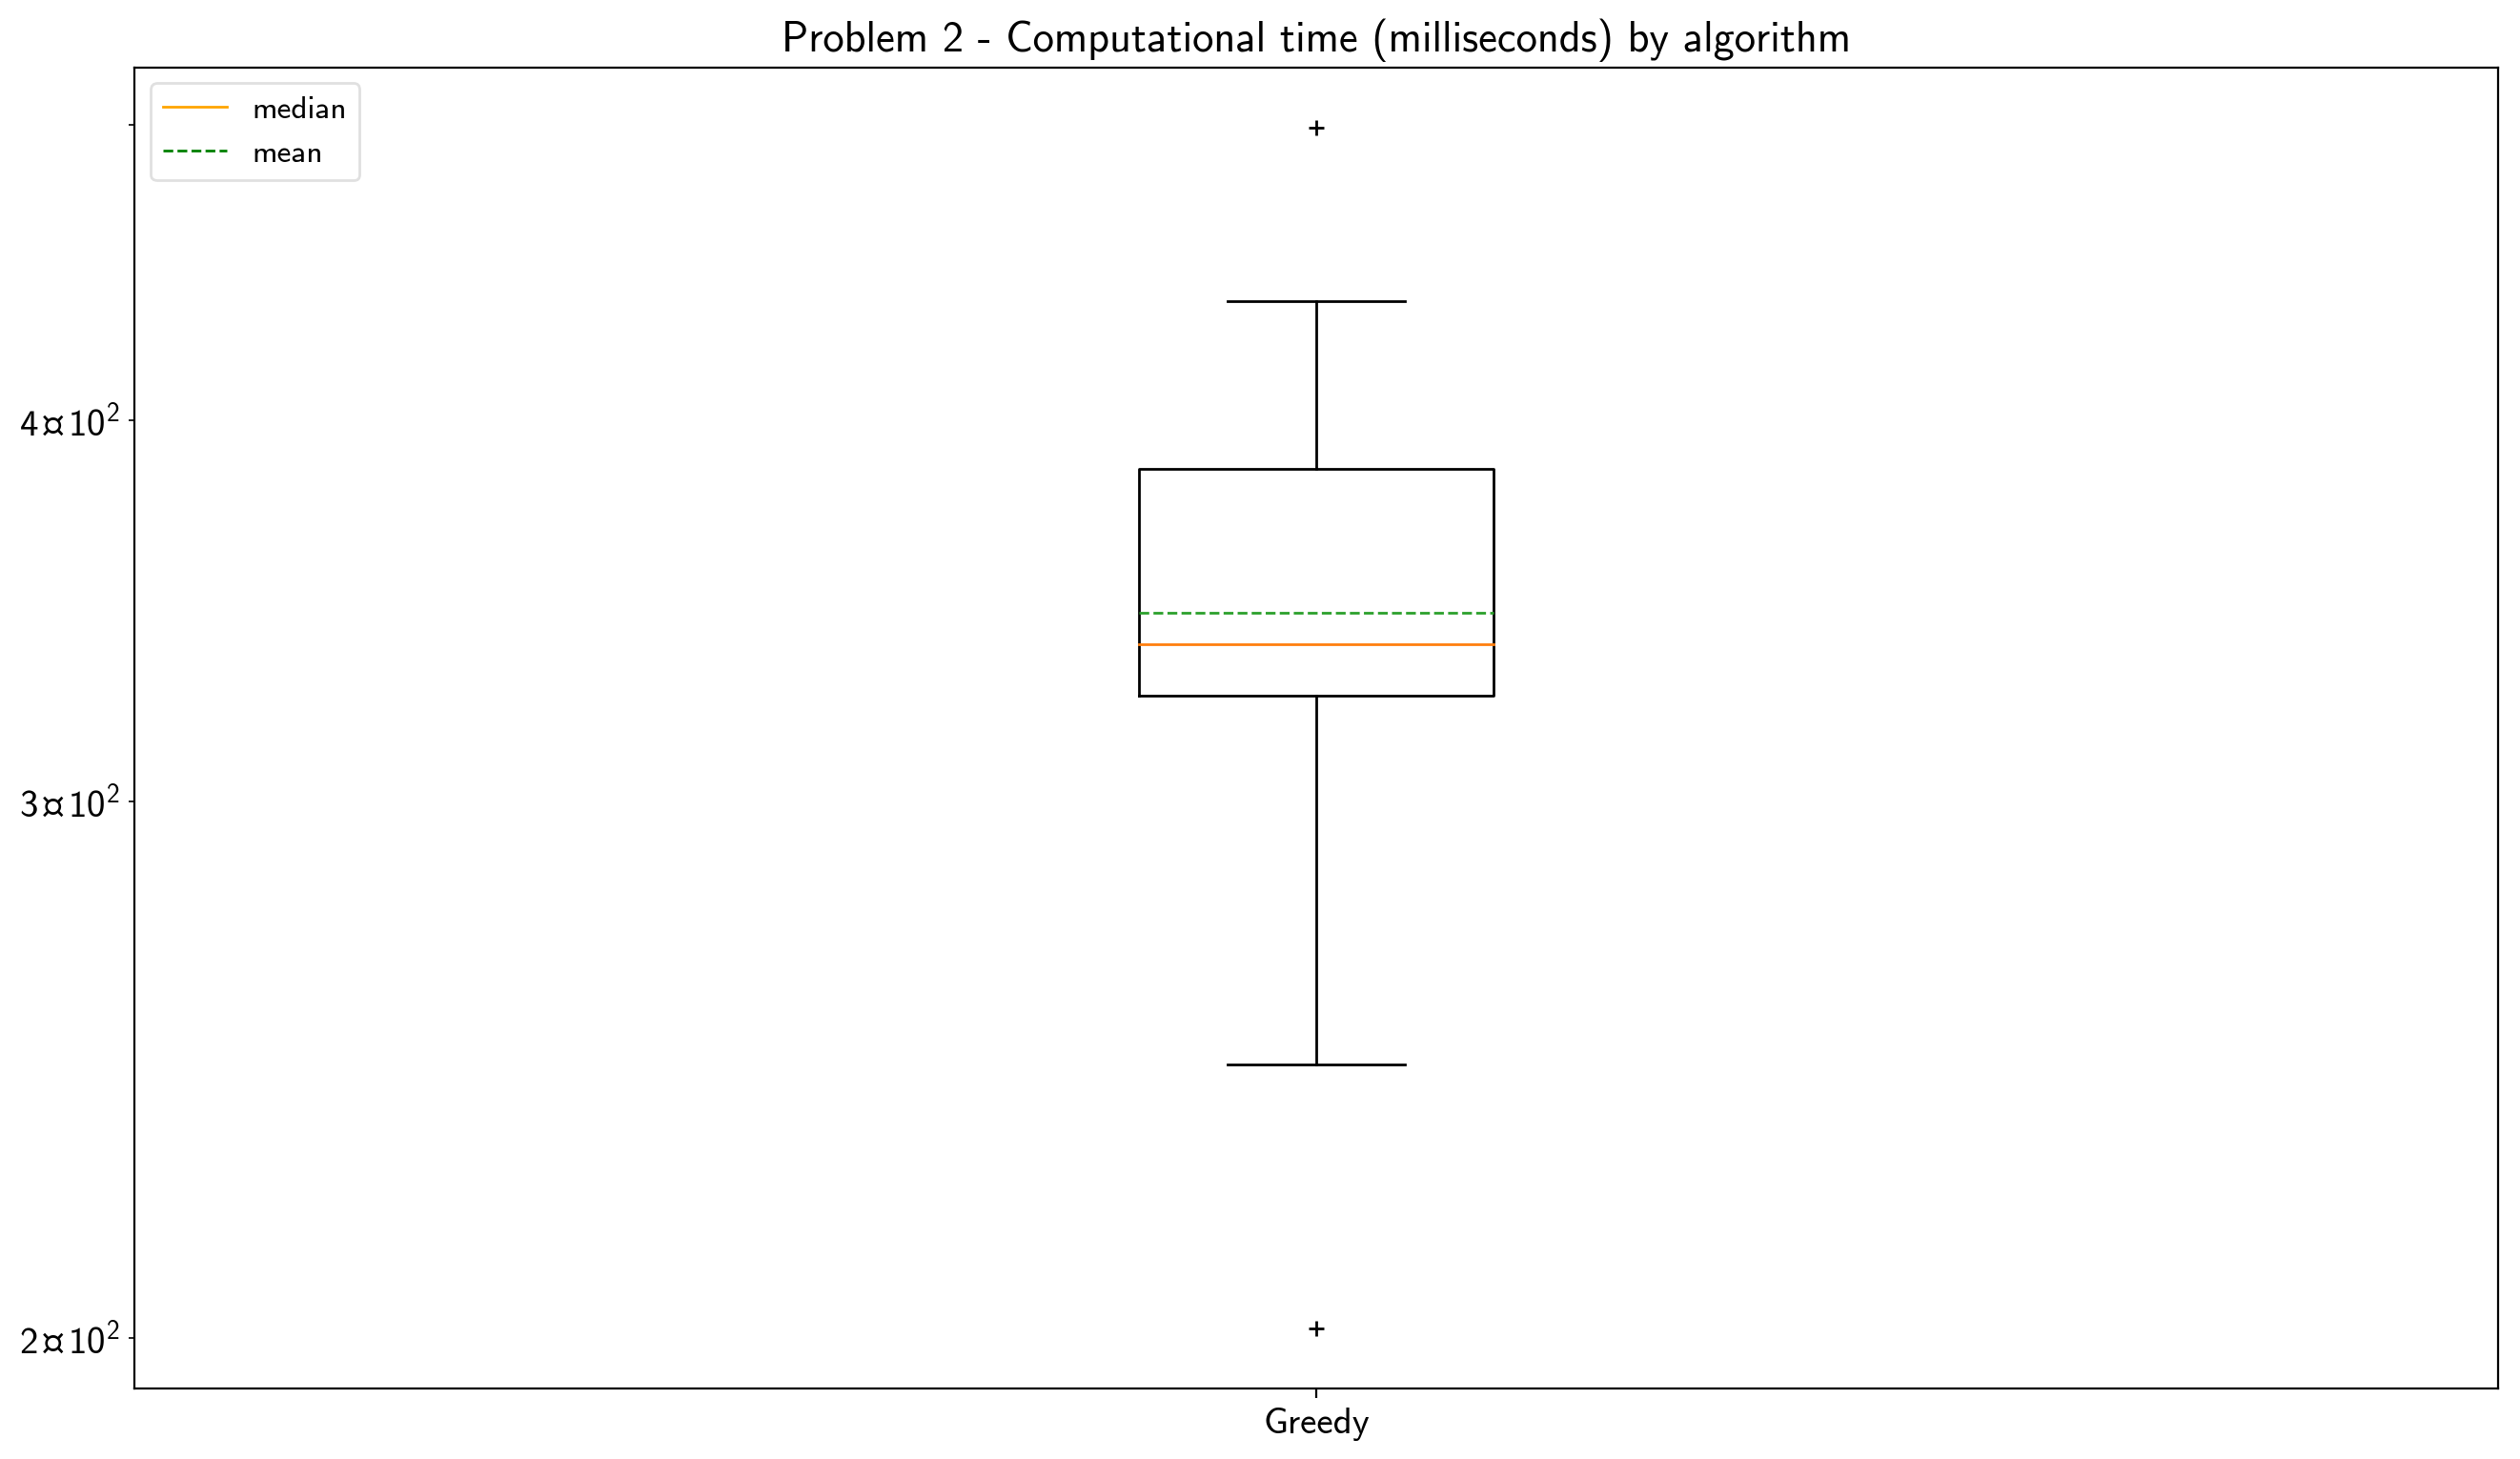 Problem 2 - Computational time (milliseconds) by algorithm
median
mean
4¤10²
3¤10²
2¤10²
Greedy